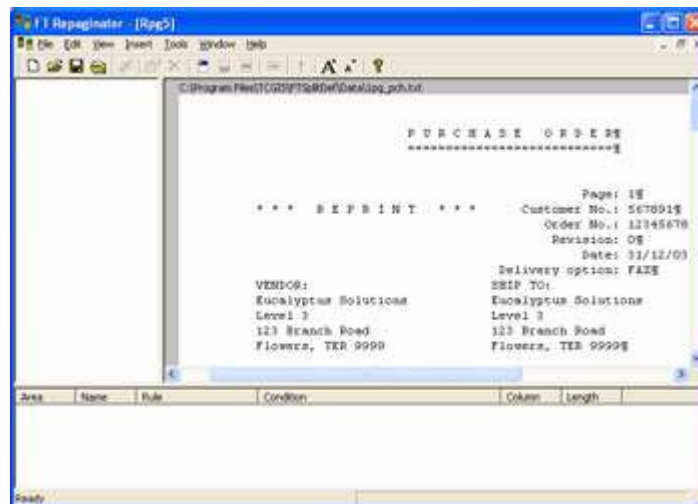 FT Repaginator - [Rpg5]
File Edit View Insert Tools Window Help
C:\Program Files\TCG2S\FTSplitDef\Data\1pg_pch.txt
P U R C H A S E   O R D E R¶
===========================¶
Page: 1¶
* * *   R E P R I N T   * * * Customer No.: 567891¶
Order No.: 12345678
Revision: 0¶
Date: 31/12/03
Delivery option: FAX¶
VENDOR: SHIP TO:
Eucalyptus Solutions Eucalyptus Solutions
Level 3 Level 3
123 Branch Road 123 Branch Road
Flowers, TER 9999 Flowers, TER 9999¶
Area Name Rule Condition Column Length
Ready